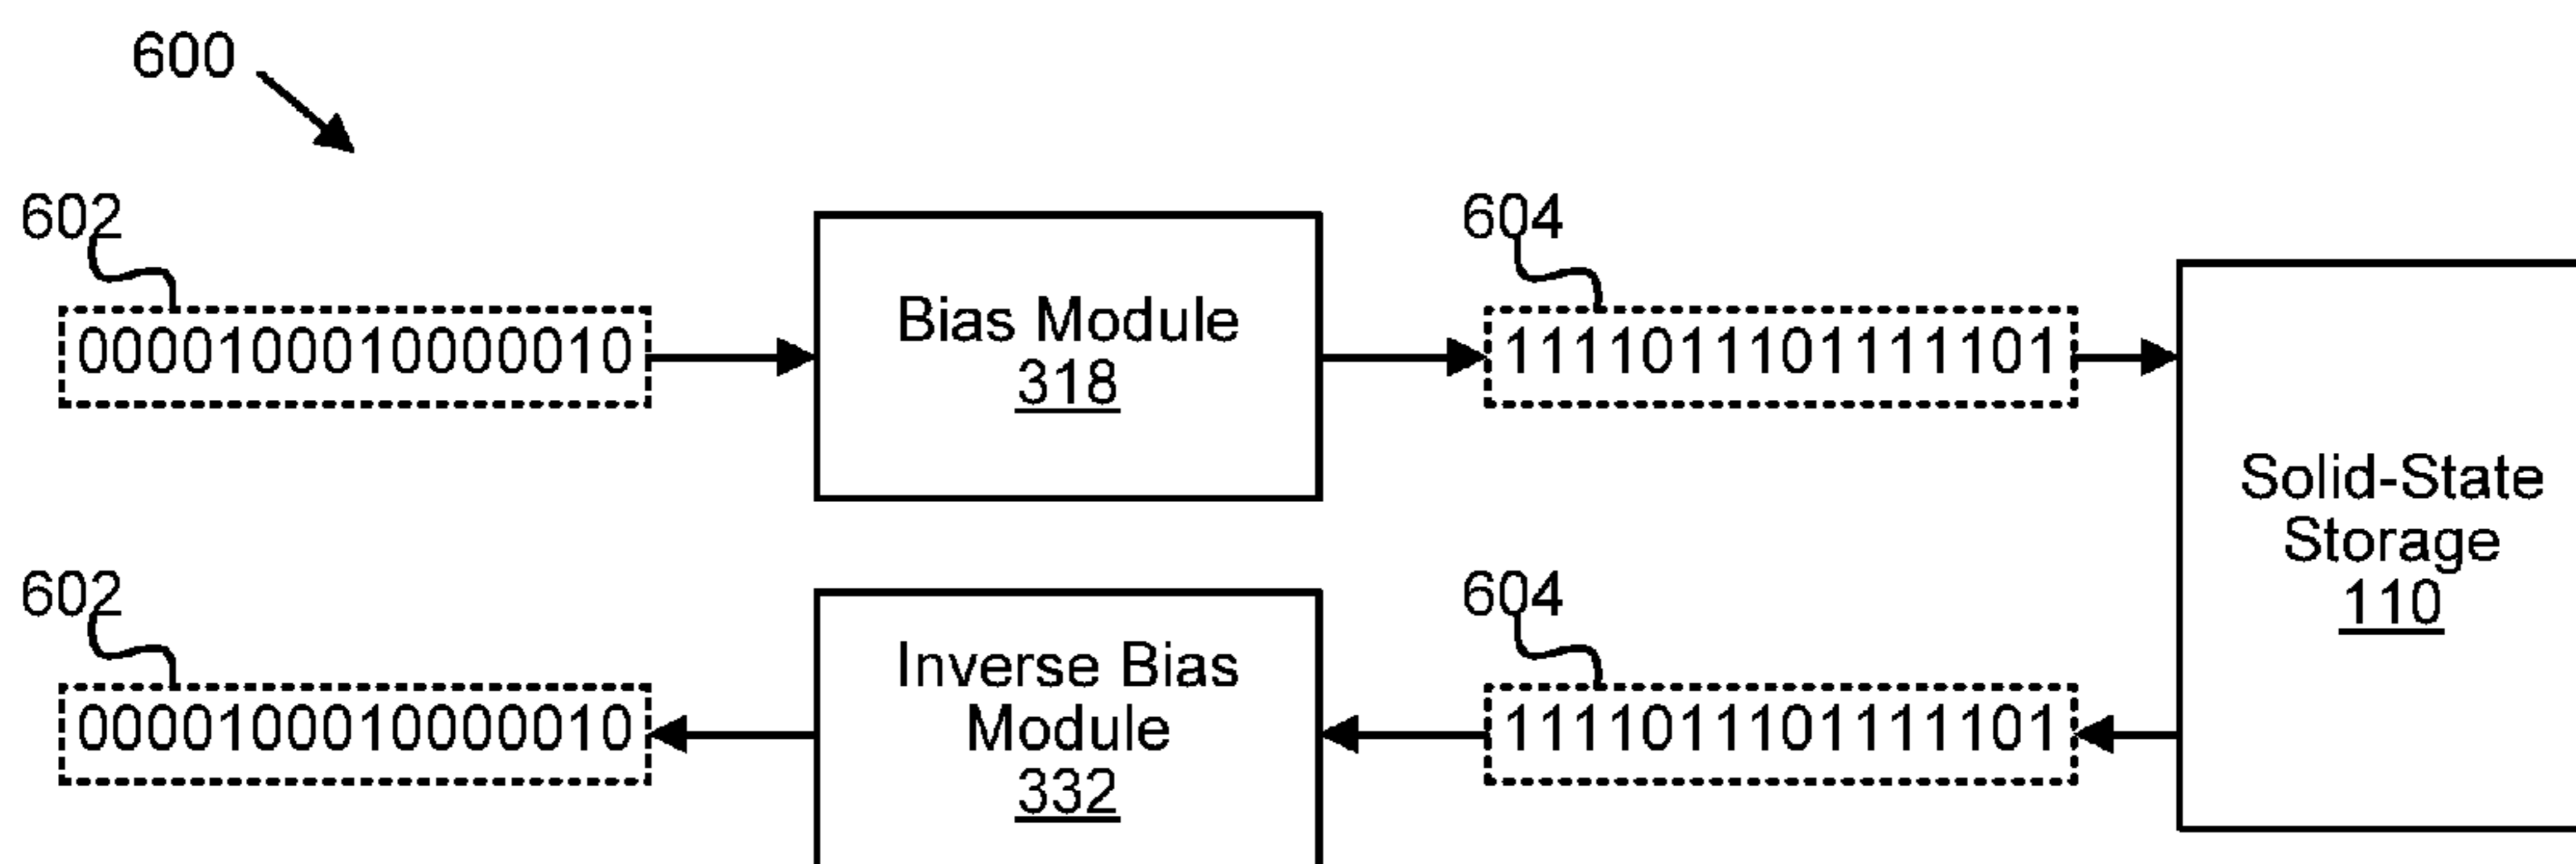 600
602
604
0000100010000010
Bias Module
318
1111011101111101
Solid-State
Storage
110
602
604
0000100010000010
Inverse Bias
Module
332
1111011101111101